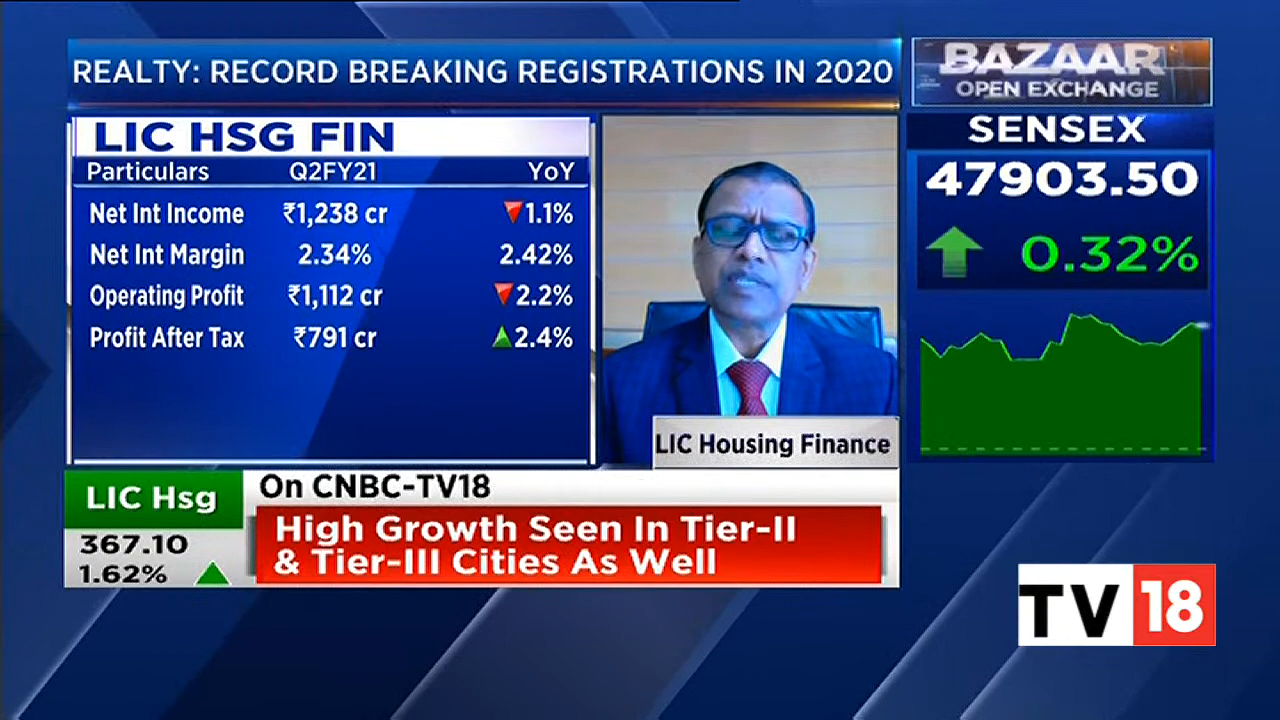 REALTY: RECORD BREAKING REGISTRATIONS IN 2020
BAZAAR
OPEN EXCHANGE
LIC HSG FIN
Particulars Q2FY21 YoY
Net Int Income ₹1,238 cr ▼1.1%
Net Int Margin 2.34% 2.42%
Operating Profit ₹1,112 cr ▼2.2%
Profit After Tax ₹791 cr ▲2.4%
LIC Housing Finance
SENSEX
47903.50
0.32%
LIC Hsg
367.10
1.62% ▲
On CNBC-TV18
High Growth Seen In Tier-II
& Tier-III Cities As Well
TV18